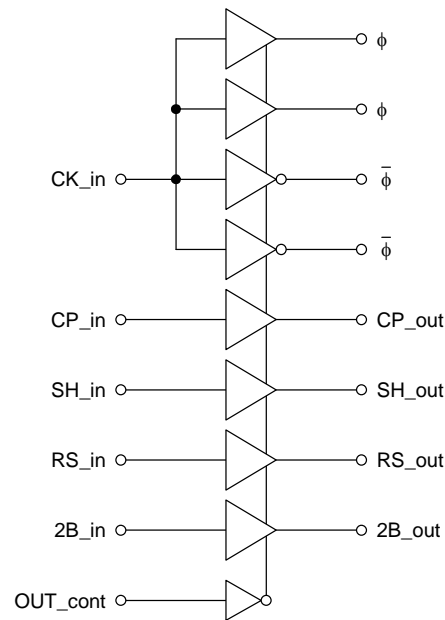 ϕ
ϕ
CK_in ϕ̅
ϕ̅
CP_in CP_out
SH_in SH_out
RS_in RS_out
2B_in 2B_out
OUT_cont